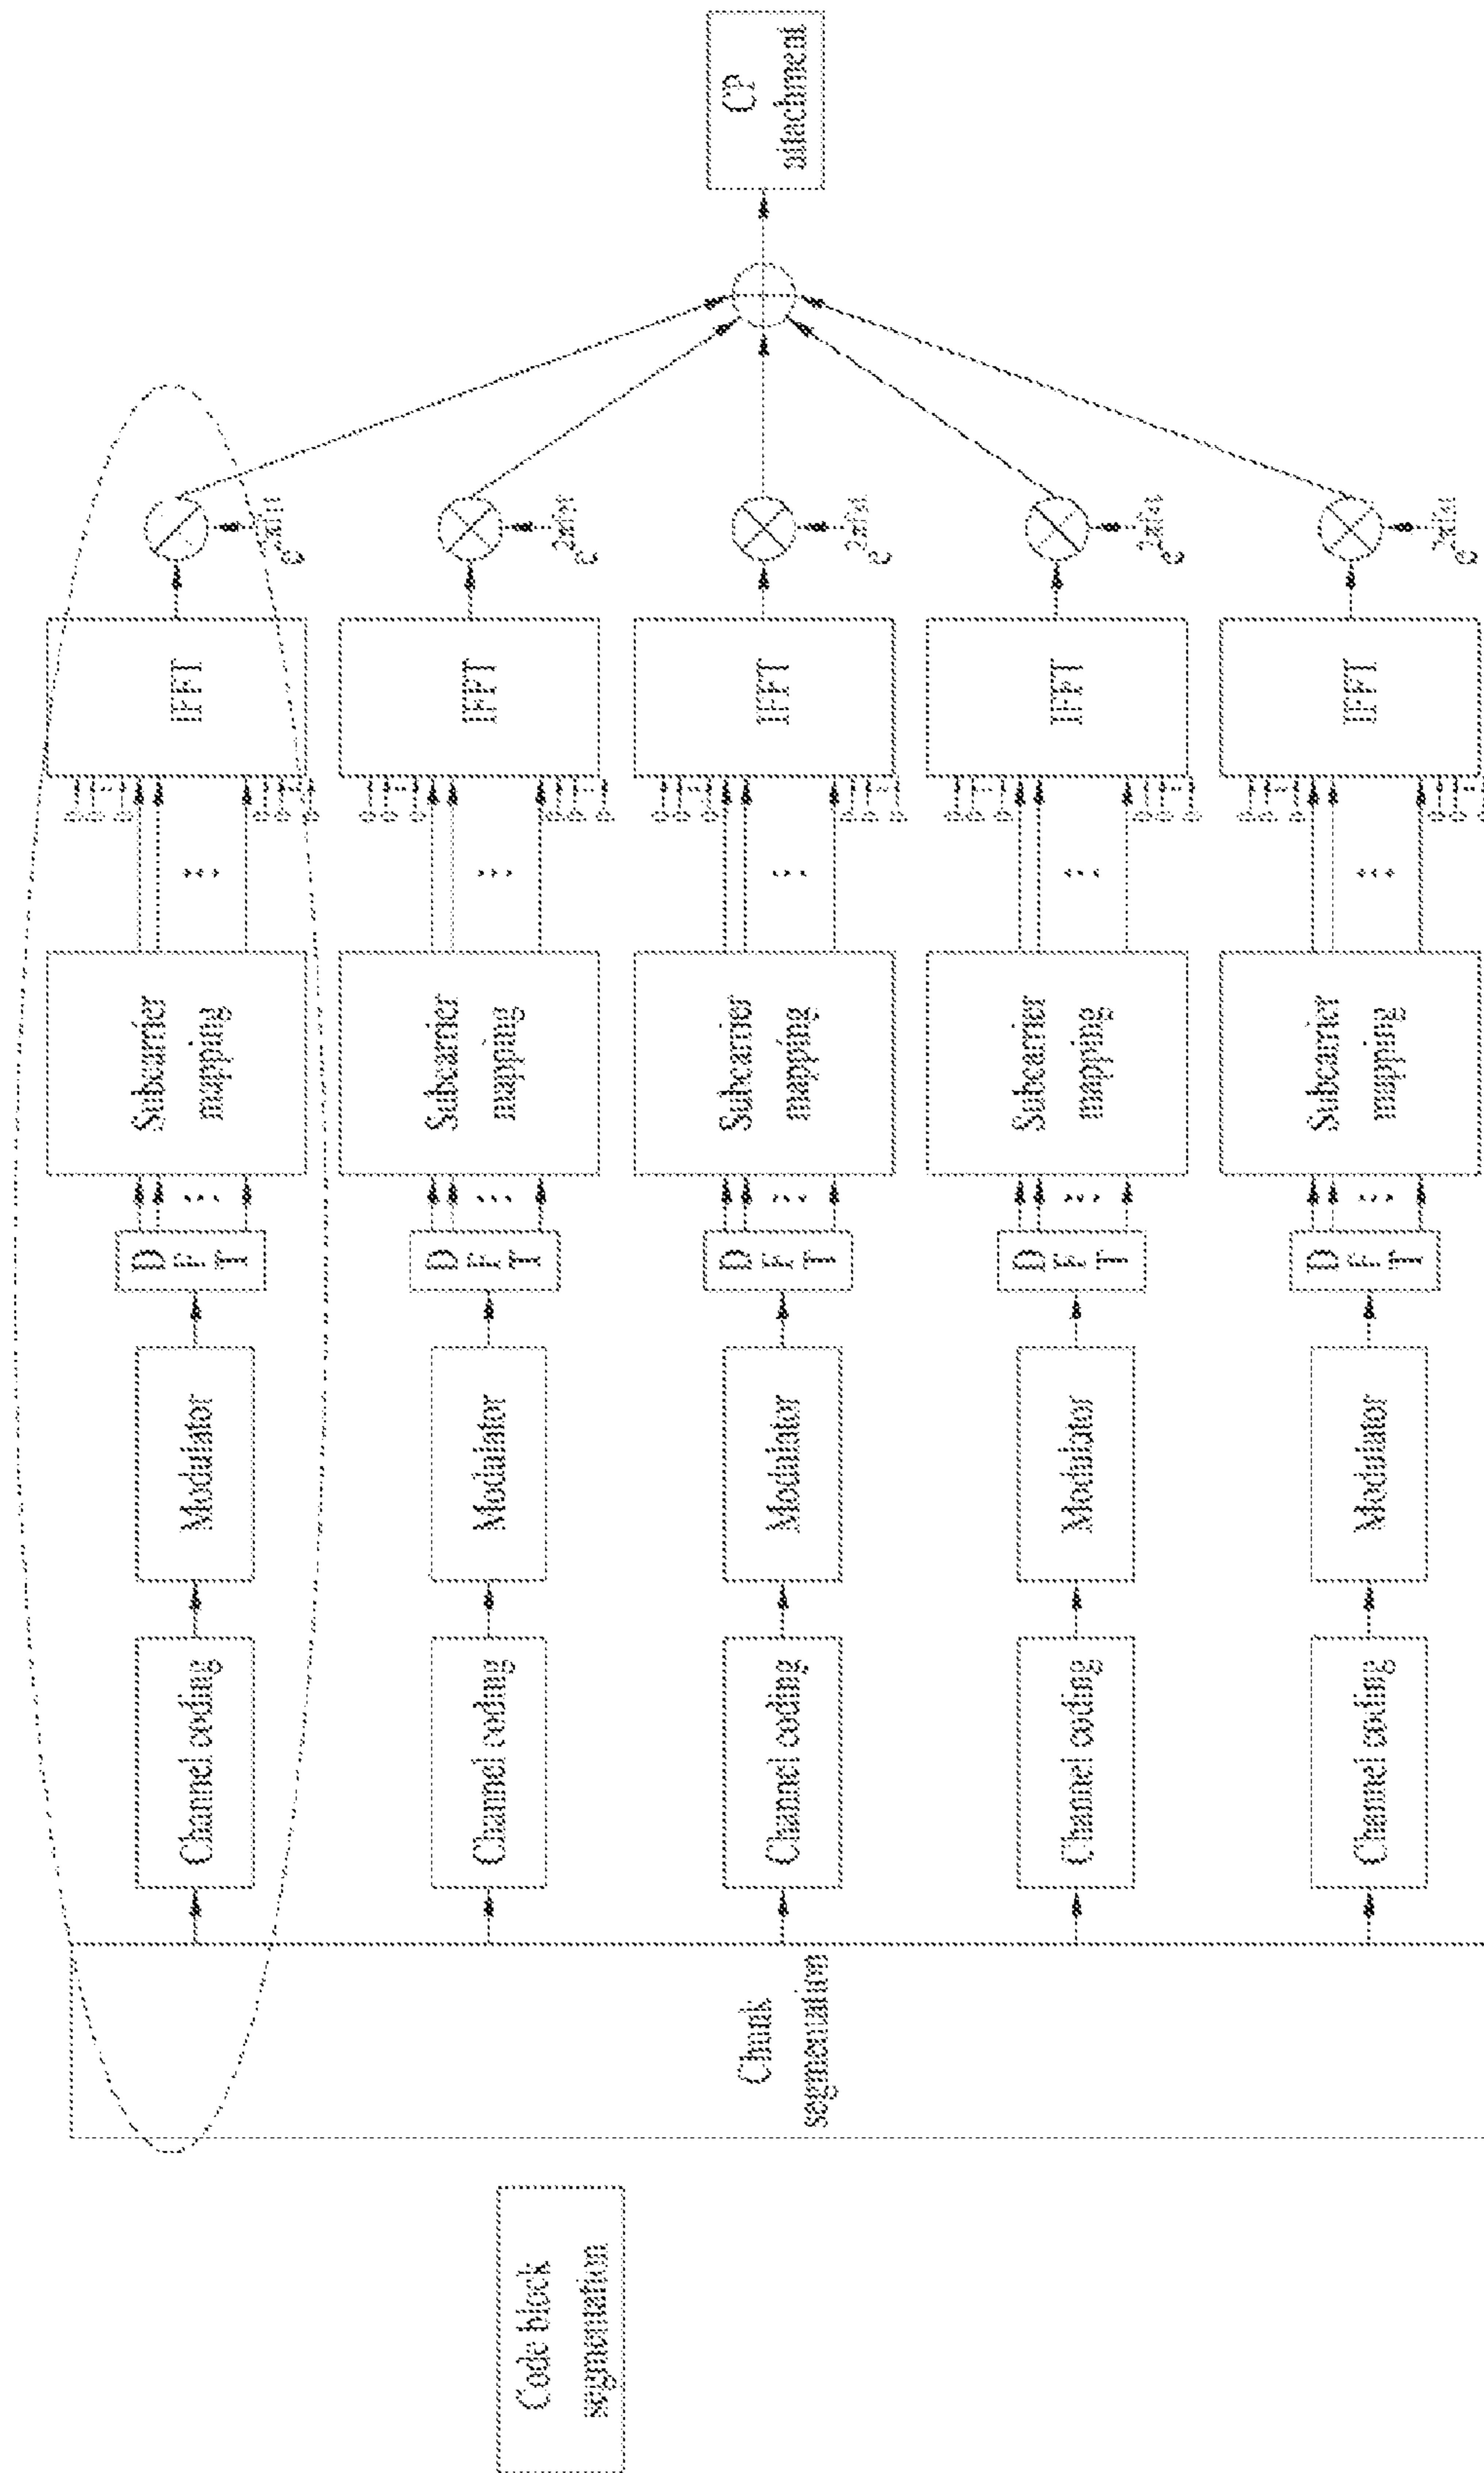 Code block
segmentation
Chunk
segmentation
Channel coding
Modulator
D
F
T
Subcarrier
mapping
IFFT
Channel coding
Modulator
D
F
T
Subcarrier
mapping
IFFT
Channel coding
Modulator
D
F
T
Subcarrier
mapping
IFFT
Channel coding
Modulator
D
F
T
Subcarrier
mapping
IFFT
Channel coding
Modulator
D
F
T
Subcarrier
mapping
IFFT
CP
attachment